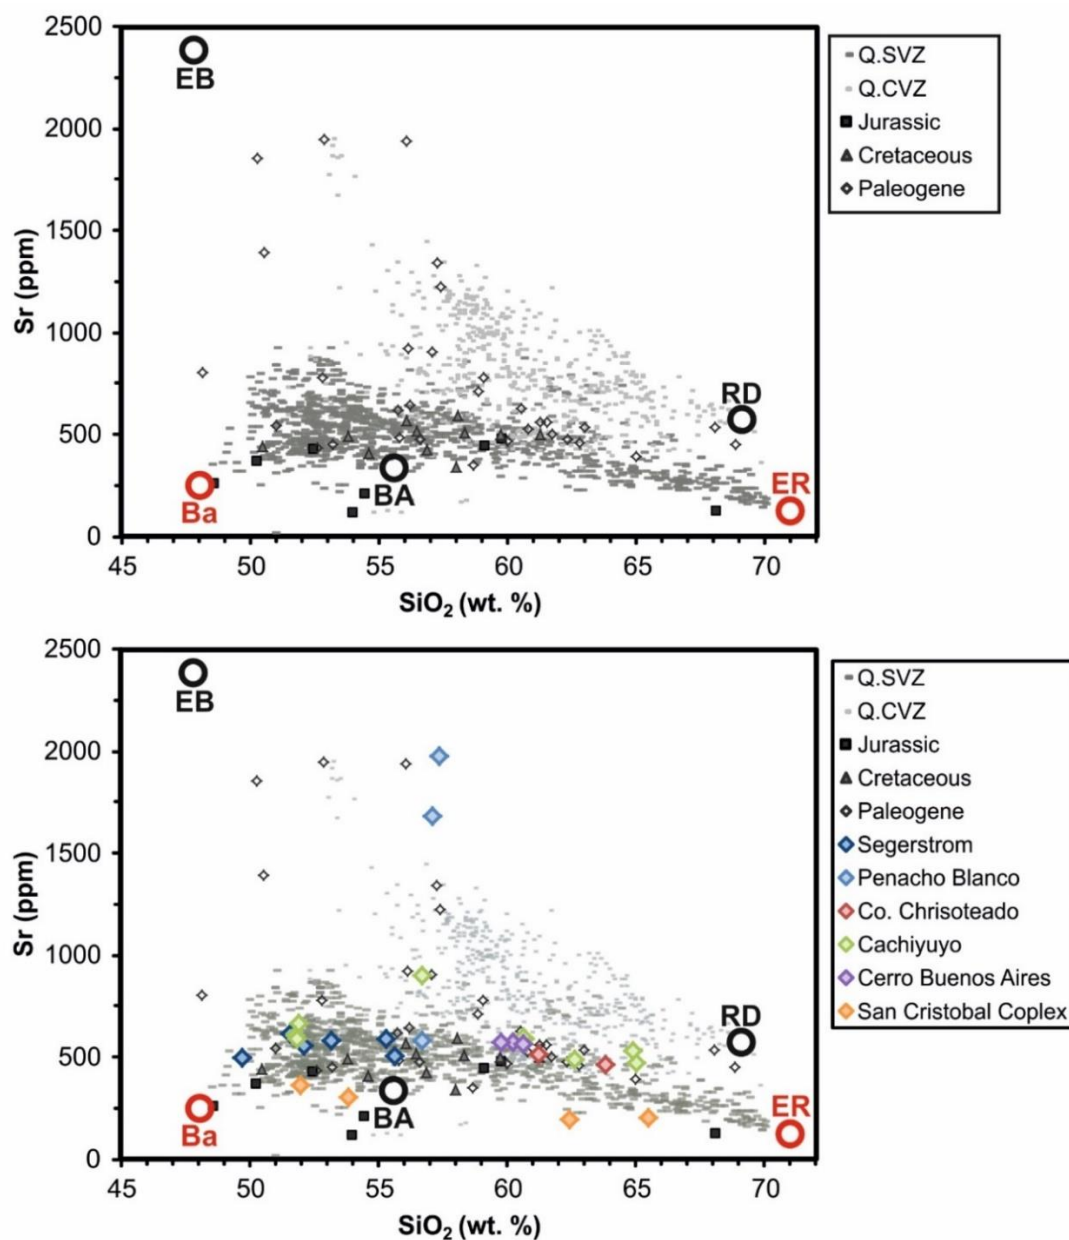 2500
EB
2000
1500
1000
500
0
Sr (ppm)
RD
BA
Ba
ER
45 50 55 60 65 70
SiO₂ (wt. %)
Q.SVZ
Q.CVZ
Jurassic
Cretaceous
Paleogene
2500
EB
2000
1500
1000
500
0
Sr (ppm)
RD
BA
Ba
ER
45 50 55 60 65 70
SiO₂ (wt. %)
Q.SVZ
Q.CVZ
Jurassic
Cretaceous
Paleogene
Segerstrom
Penacho Blanco
Co. Chrisoteado
Cachiyuyo
Cerro Buenos Aires
San Cristobal Coplex